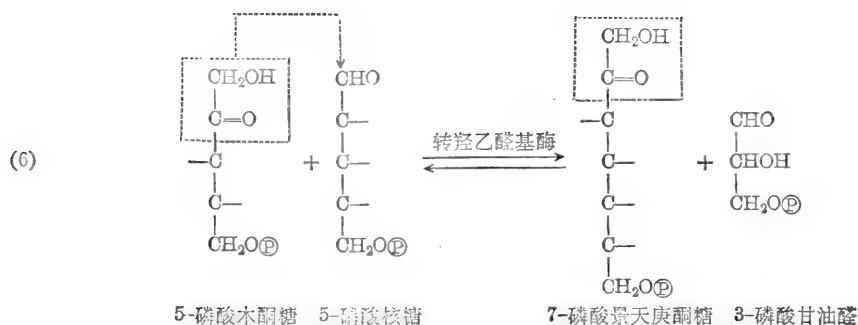 CH₂OH
CH₂OH CHO C=O
C=O C— —C— CHO
(6) —C— + C— 转羟乙醛基酶 C— + CHOH
C— C— C— CH₂OⓅ
CH₂OⓅ CH₂OⓅ C—
CH₂OⓅ
5-磷酸木酮糖 5-磷酸核糖 7-磷酸景天庚酮糖 3-磷酸甘油醛